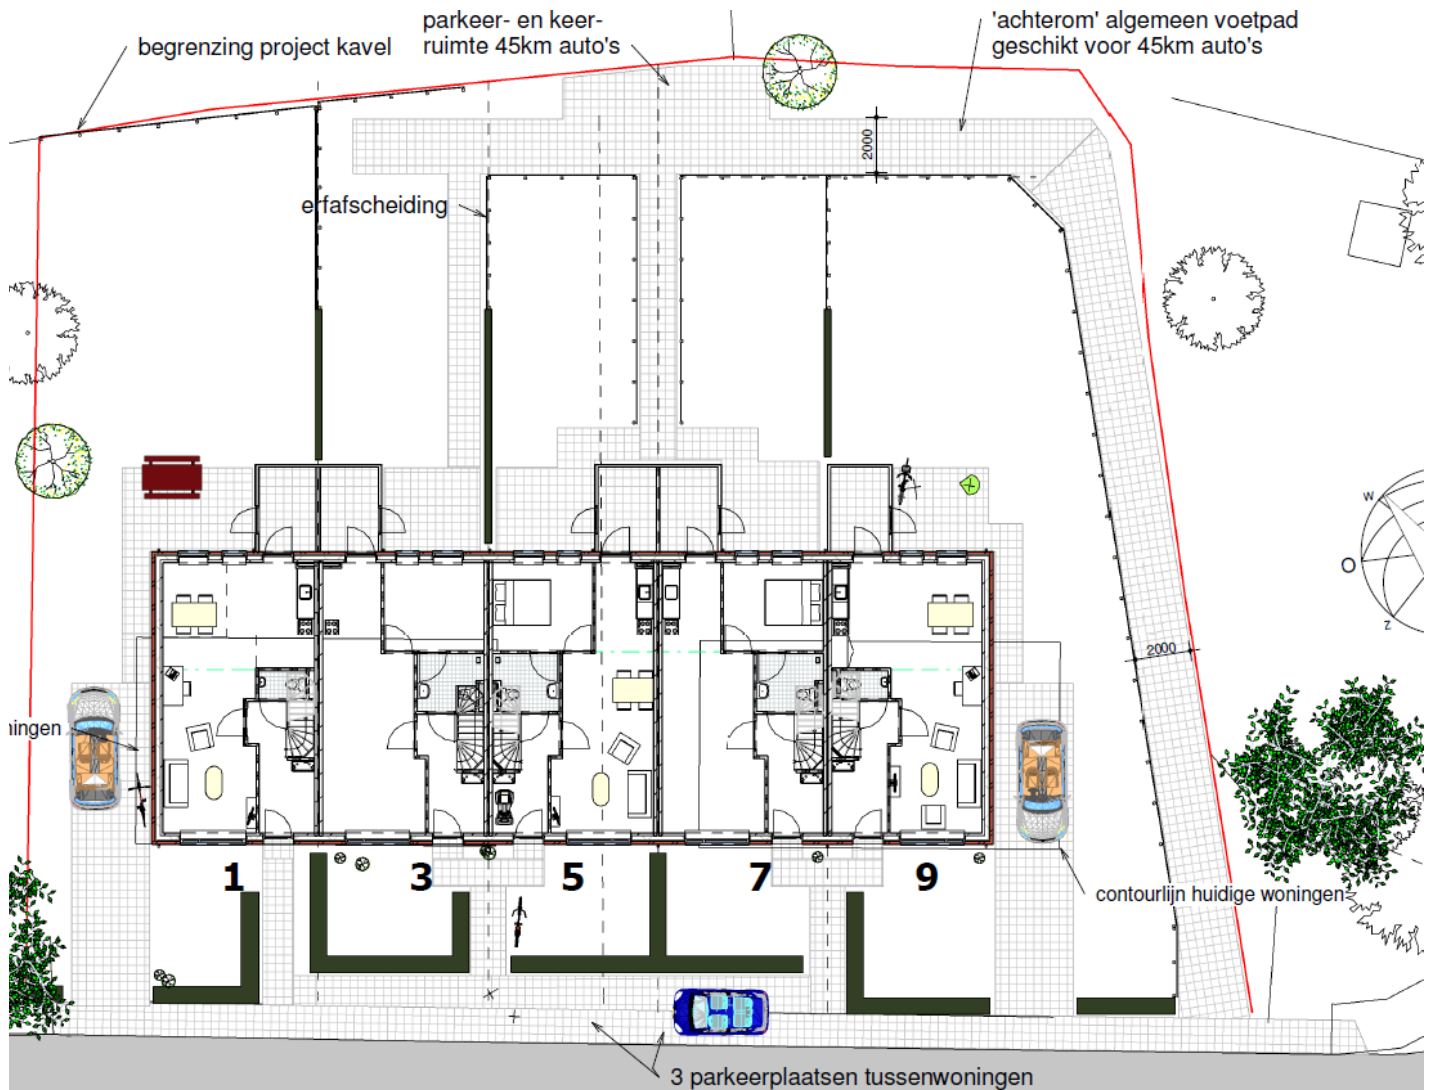 parkeer- en keer-
ruimte 45km auto's
'achterom' algemeen voetpad
geschikt voor 45km auto's
begrenzing project kavel
2000
erfafscheiding
W
O
Z
2000
ningen
1
3
5
7
9
contourlijn huidige woningen
3 parkeerplaatsen tussenwoningen